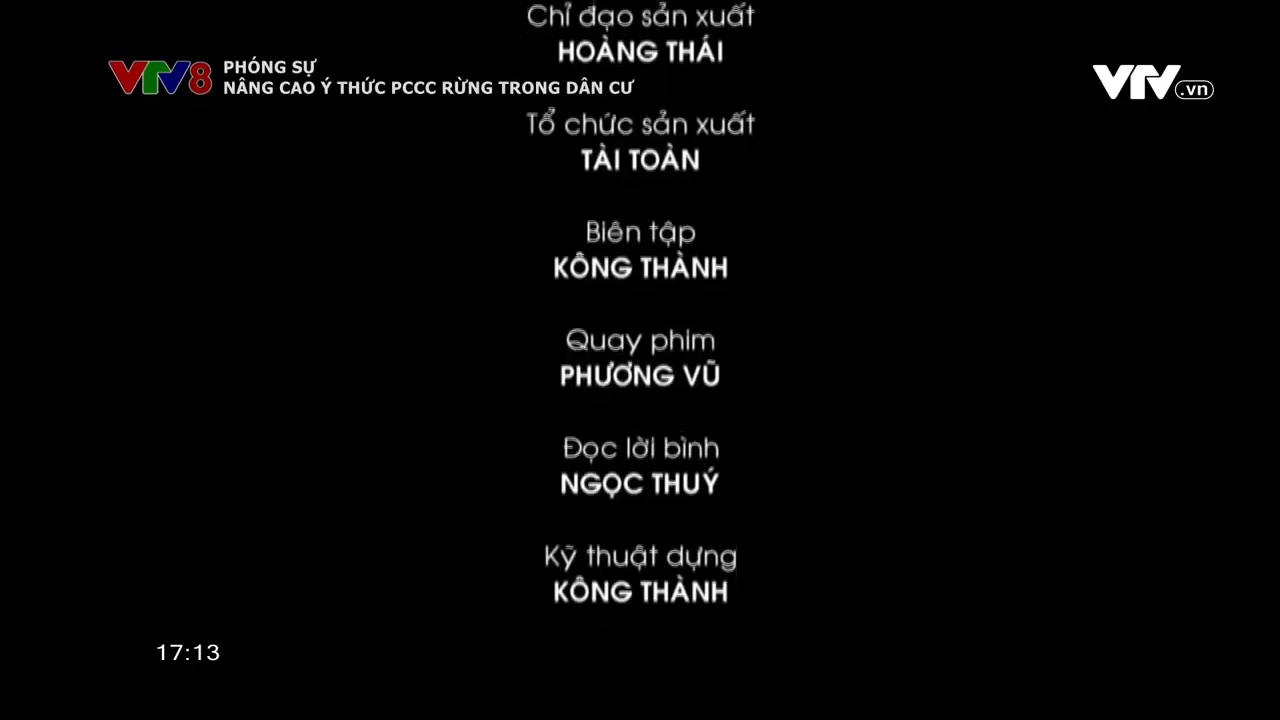 Chỉ đạo sản xuất
HOÀNG THÁI
VTV8
PHÓNG SỰ
NÂNG CAO Ý THỨC PCCC RỪNG TRONG DÂN CƯ
VTV.vn
Tổ chức sản xuất
TÀI TOÀN
Biên tập
KÔNG THÀNH
Quay phim
PHƯƠNG VŨ
Đọc lời bình
NGỌC THUÝ
Kỹ thuật dựng
KÔNG THÀNH
17:13